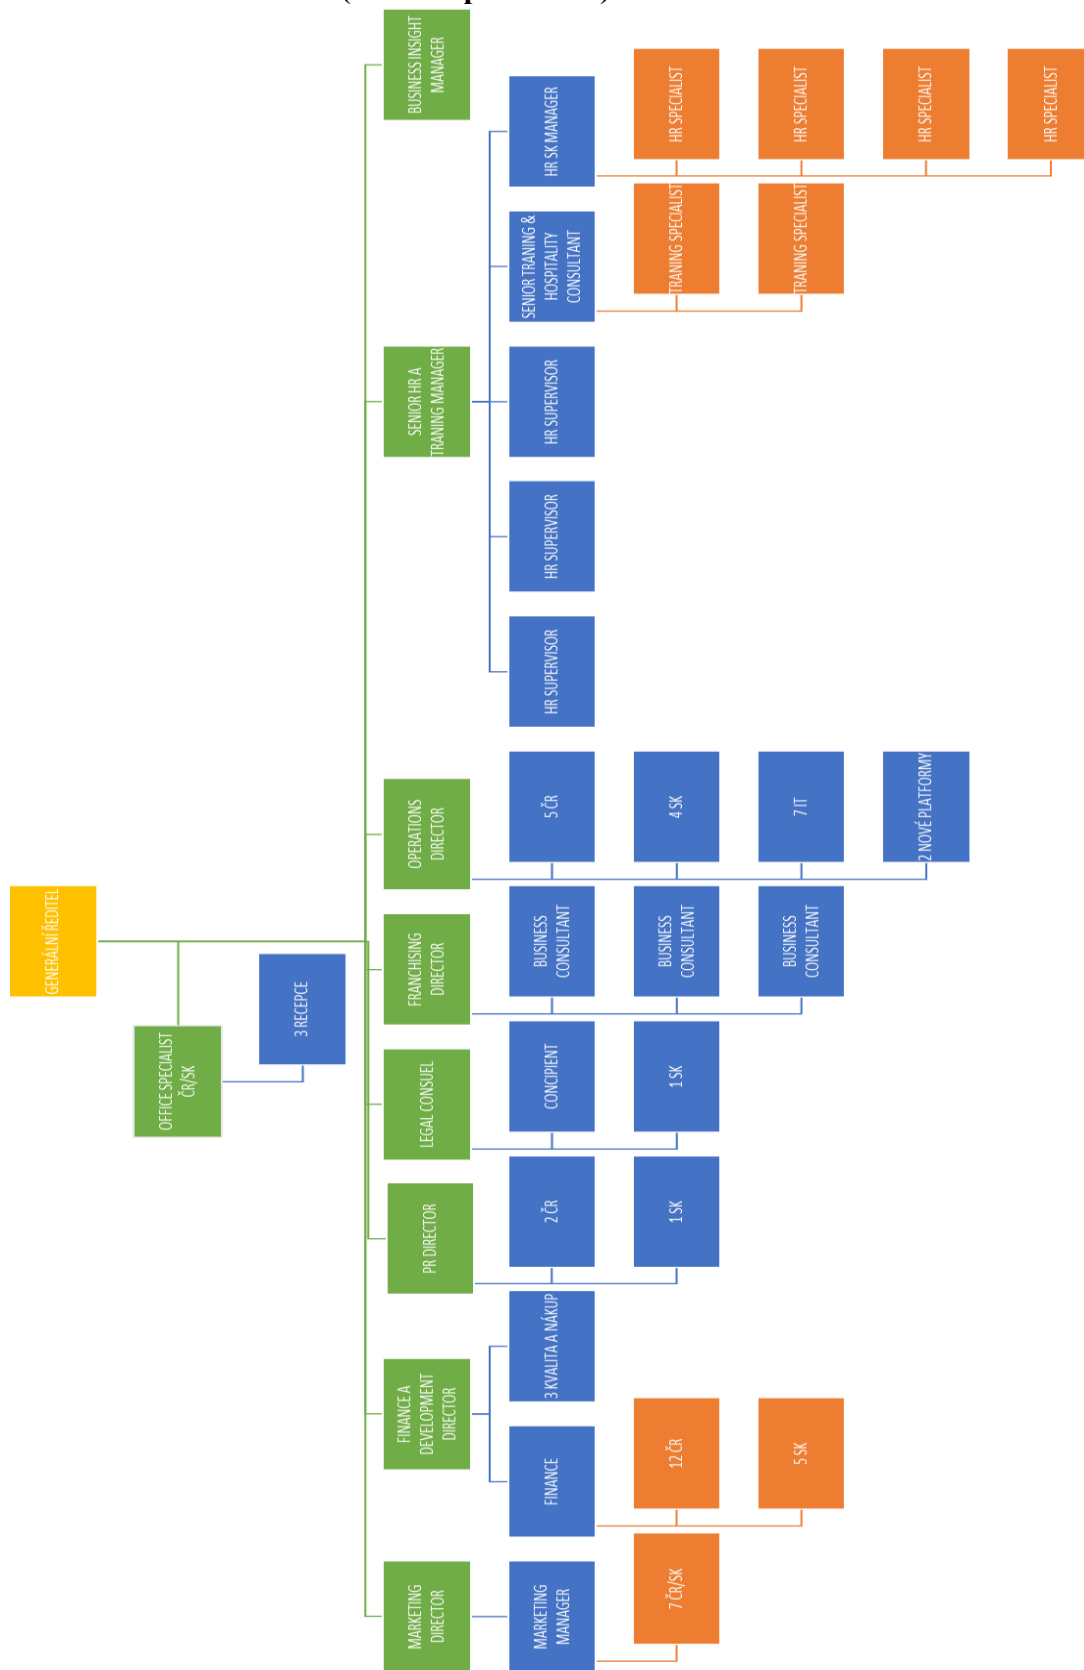 GENERÁLNÍ ŘEDITEL
OFFICE SPECIALIST
ČR/SK
3 RECEPCE
MARKETING
DIRECTOR
FINANCE A
DEVELOPMENT
DIRECTOR
PR DIRECTOR
LEGAL CONSUEL
FRANCHISING
DIRECTOR
OPERATIONS
DIRECTOR
SENIOR HR A
TRANING MANAGER
BUSINESS INSIGHT
MANAGER
MARKETING
MANAGER
FINANCE
3 KVALITA A NÁKUP
2 ČR
CONCIPIENT
BUSINESS
CONSULTANT
5 ČR
HR SUPERVISOR
HR SUPERVISOR
HR SUPERVISOR
SENIOR TRANING &
HOSPITALITY
CONSULTANT
HR SK MANAGER
7 ČR/SK
12 ČR
1 SK
1 SK
BUSINESS
CONSULTANT
4 SK
TRANING SPECIALIST
HR SPECIALIST
5 SK
BUSINESS
CONSULTANT
7 IT
TRANING SPECIALIST
HR SPECIALIST
2 NOVÉ PLATFORMY
HR SPECIALIST
HR SPECIALIST